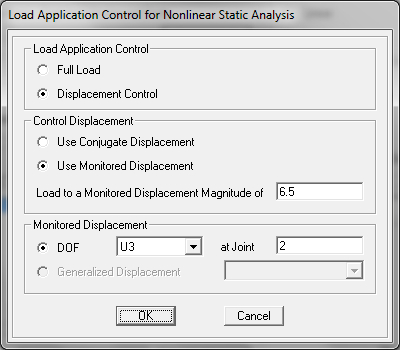 Load Application Control for Nonlinear Static Analysis
Load Application Control
Full Load
Displacement Control
Control Displacement
Use Conjugate Displacement
Use Monitored Displacement
Load to a Monitored Displacement Magnitude of 6.5
Monitored Displacement
DOF U3 at Joint 2
Generalized Displacement
OK Cancel